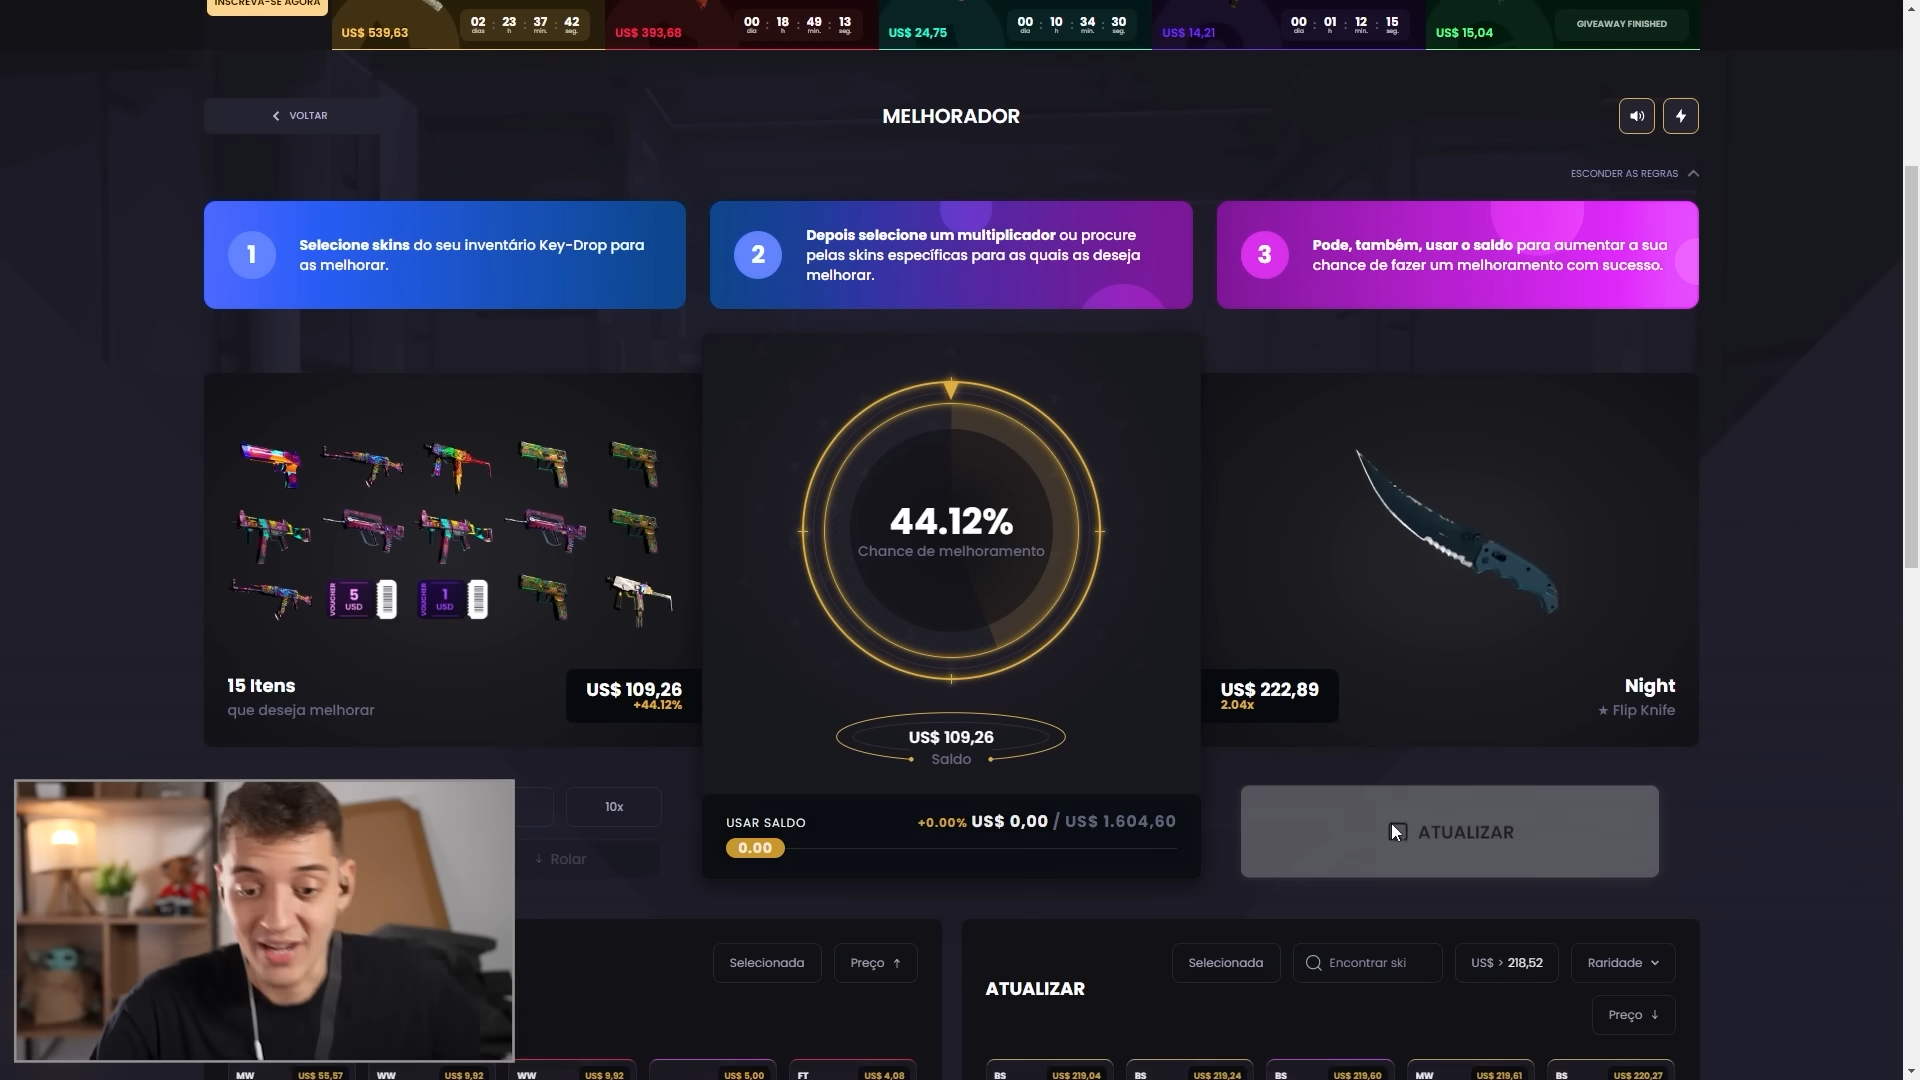 INSCREVA-SE AGORA
US$ 539,63
02 : 23 : 37 : 42
dias h min. seg.
US$ 393,68
00 : 18 : 49 : 13
dia h min. seg.
US$ 24,75
00 : 10 : 34 : 30
dia h min. seg.
US$ 14,21
00 : 01 : 12 : 15
dia h min. seg.
US$ 15,04
GIVEAWAY FINISHED
VOLTAR
MELHORADOR
ESCONDER AS REGRAS
1
Selecione skins do seu inventário Key-Drop para
as melhorar.
2
Depois selecione um multiplicador ou procure
pelas skins específicas para as quais as deseja
melhorar.
3
Pode, também, usar o saldo para aumentar a sua
chance de fazer um melhoramento com sucesso.
VOUCHER 5 USD
VOUCHER 1 USD
15 Itens
que deseja melhorar
US$ 109,26
+44.12%
44.12%
Chance de melhoramento
US$ 109,26
Saldo
US$ 222,89
2.04x
Night
★ Flip Knife
10x
↓ Rolar
USAR SALDO
+0.00% US$ 0,00 / US$ 1.604,60
0.00
ATUALIZAR
Selecionada
Preço ↑
ATUALIZAR
Selecionada
Encontrar ski
US$ > 218,52
Raridade
Preço ↓
MW US$ 55,57
WW US$ 9,92
WW US$ 9,92
US$ 5,00
FT US$ 4,08
BS US$ 219,04
BS US$ 219,24
BS US$ 219,60
MW US$ 219,61
BS US$ 220,27